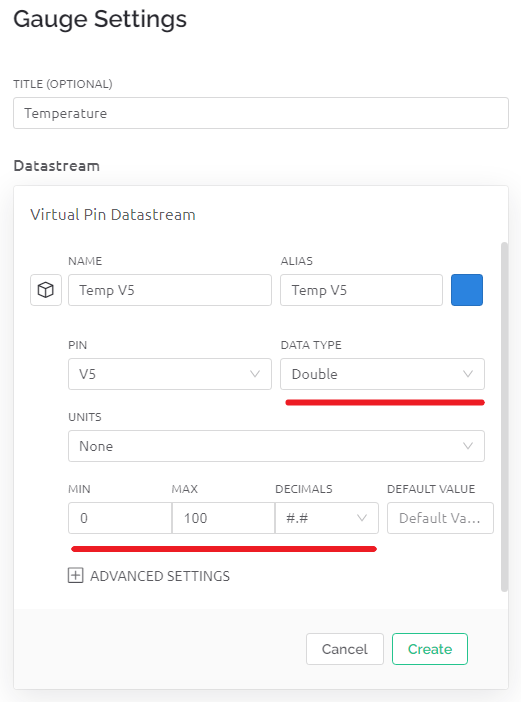 Gauge Settings
TITLE (OPTIONAL)
Temperature
Datastream
Virtual Pin Datastream
NAME ALIAS
Temp V5 Temp V5
PIN DATA TYPE
V5 Double
UNITS
None
MIN MAX DECIMALS DEFAULT VALUE
0 100 #.# Default Va...
ADVANCED SETTINGS
Cancel Create